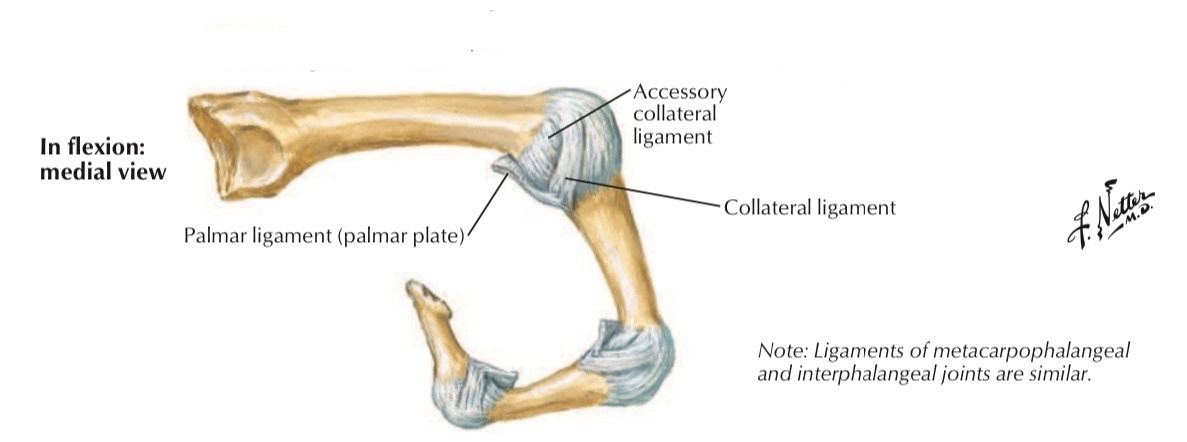 Accessory
collateral
ligament
In flexion:
medial view
Collateral ligament
Palmar ligament (palmar plate)
Note: Ligaments of metacarpophalangeal
and interphalangeal joints are similar.
F. Netter
M.D.